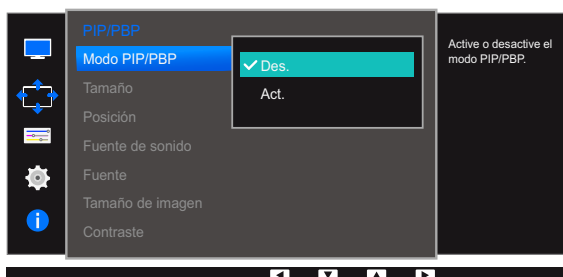 PIP/PBP
Modo PIP/PBP
Des.
Act.
Tamaño
Posición
Fuente de sonido
Fuente
Tamaño de imagen
Contraste
Active o desactive el
modo PIP/PBP.